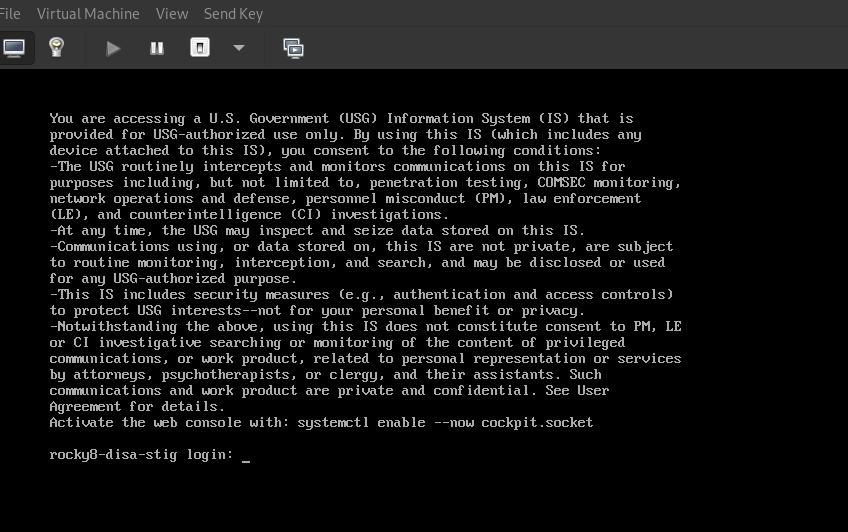 File Virtual Machine View Send Key
You are accessing a U.S. Government (USG) Information System (IS) that is
provided for USG-authorized use only. By using this IS (which includes any
device attached to this IS), you consent to the following conditions:
-The USG routinely intercepts and monitors communications on this IS for
purposes including, but not limited to, penetration testing, COMSEC monitoring,
network operations and defense, personnel misconduct (PM), law enforcement
(LE), and counterintelligence (CI) investigations.
-At any time, the USG may inspect and seize data stored on this IS.
-Communications using, or data stored on, this IS are not private, are subject
to routine monitoring, interception, and search, and may be disclosed or used
for any USG-authorized purpose.
-This IS includes security measures (e.g., authentication and access controls)
to protect USG interests--not for your personal benefit or privacy.
-Notwithstanding the above, using this IS does not constitute consent to PM, LE
or CI investigative searching or monitoring of the content of privileged
communications, or work product, related to personal representation or services
by attorneys, psychotherapists, or clergy, and their assistants. Such
communications and work product are private and confidential. See User
Agreement for details.
Activate the web console with: systemctl enable --now cockpit.socket
rocky8-disa-stig login: _